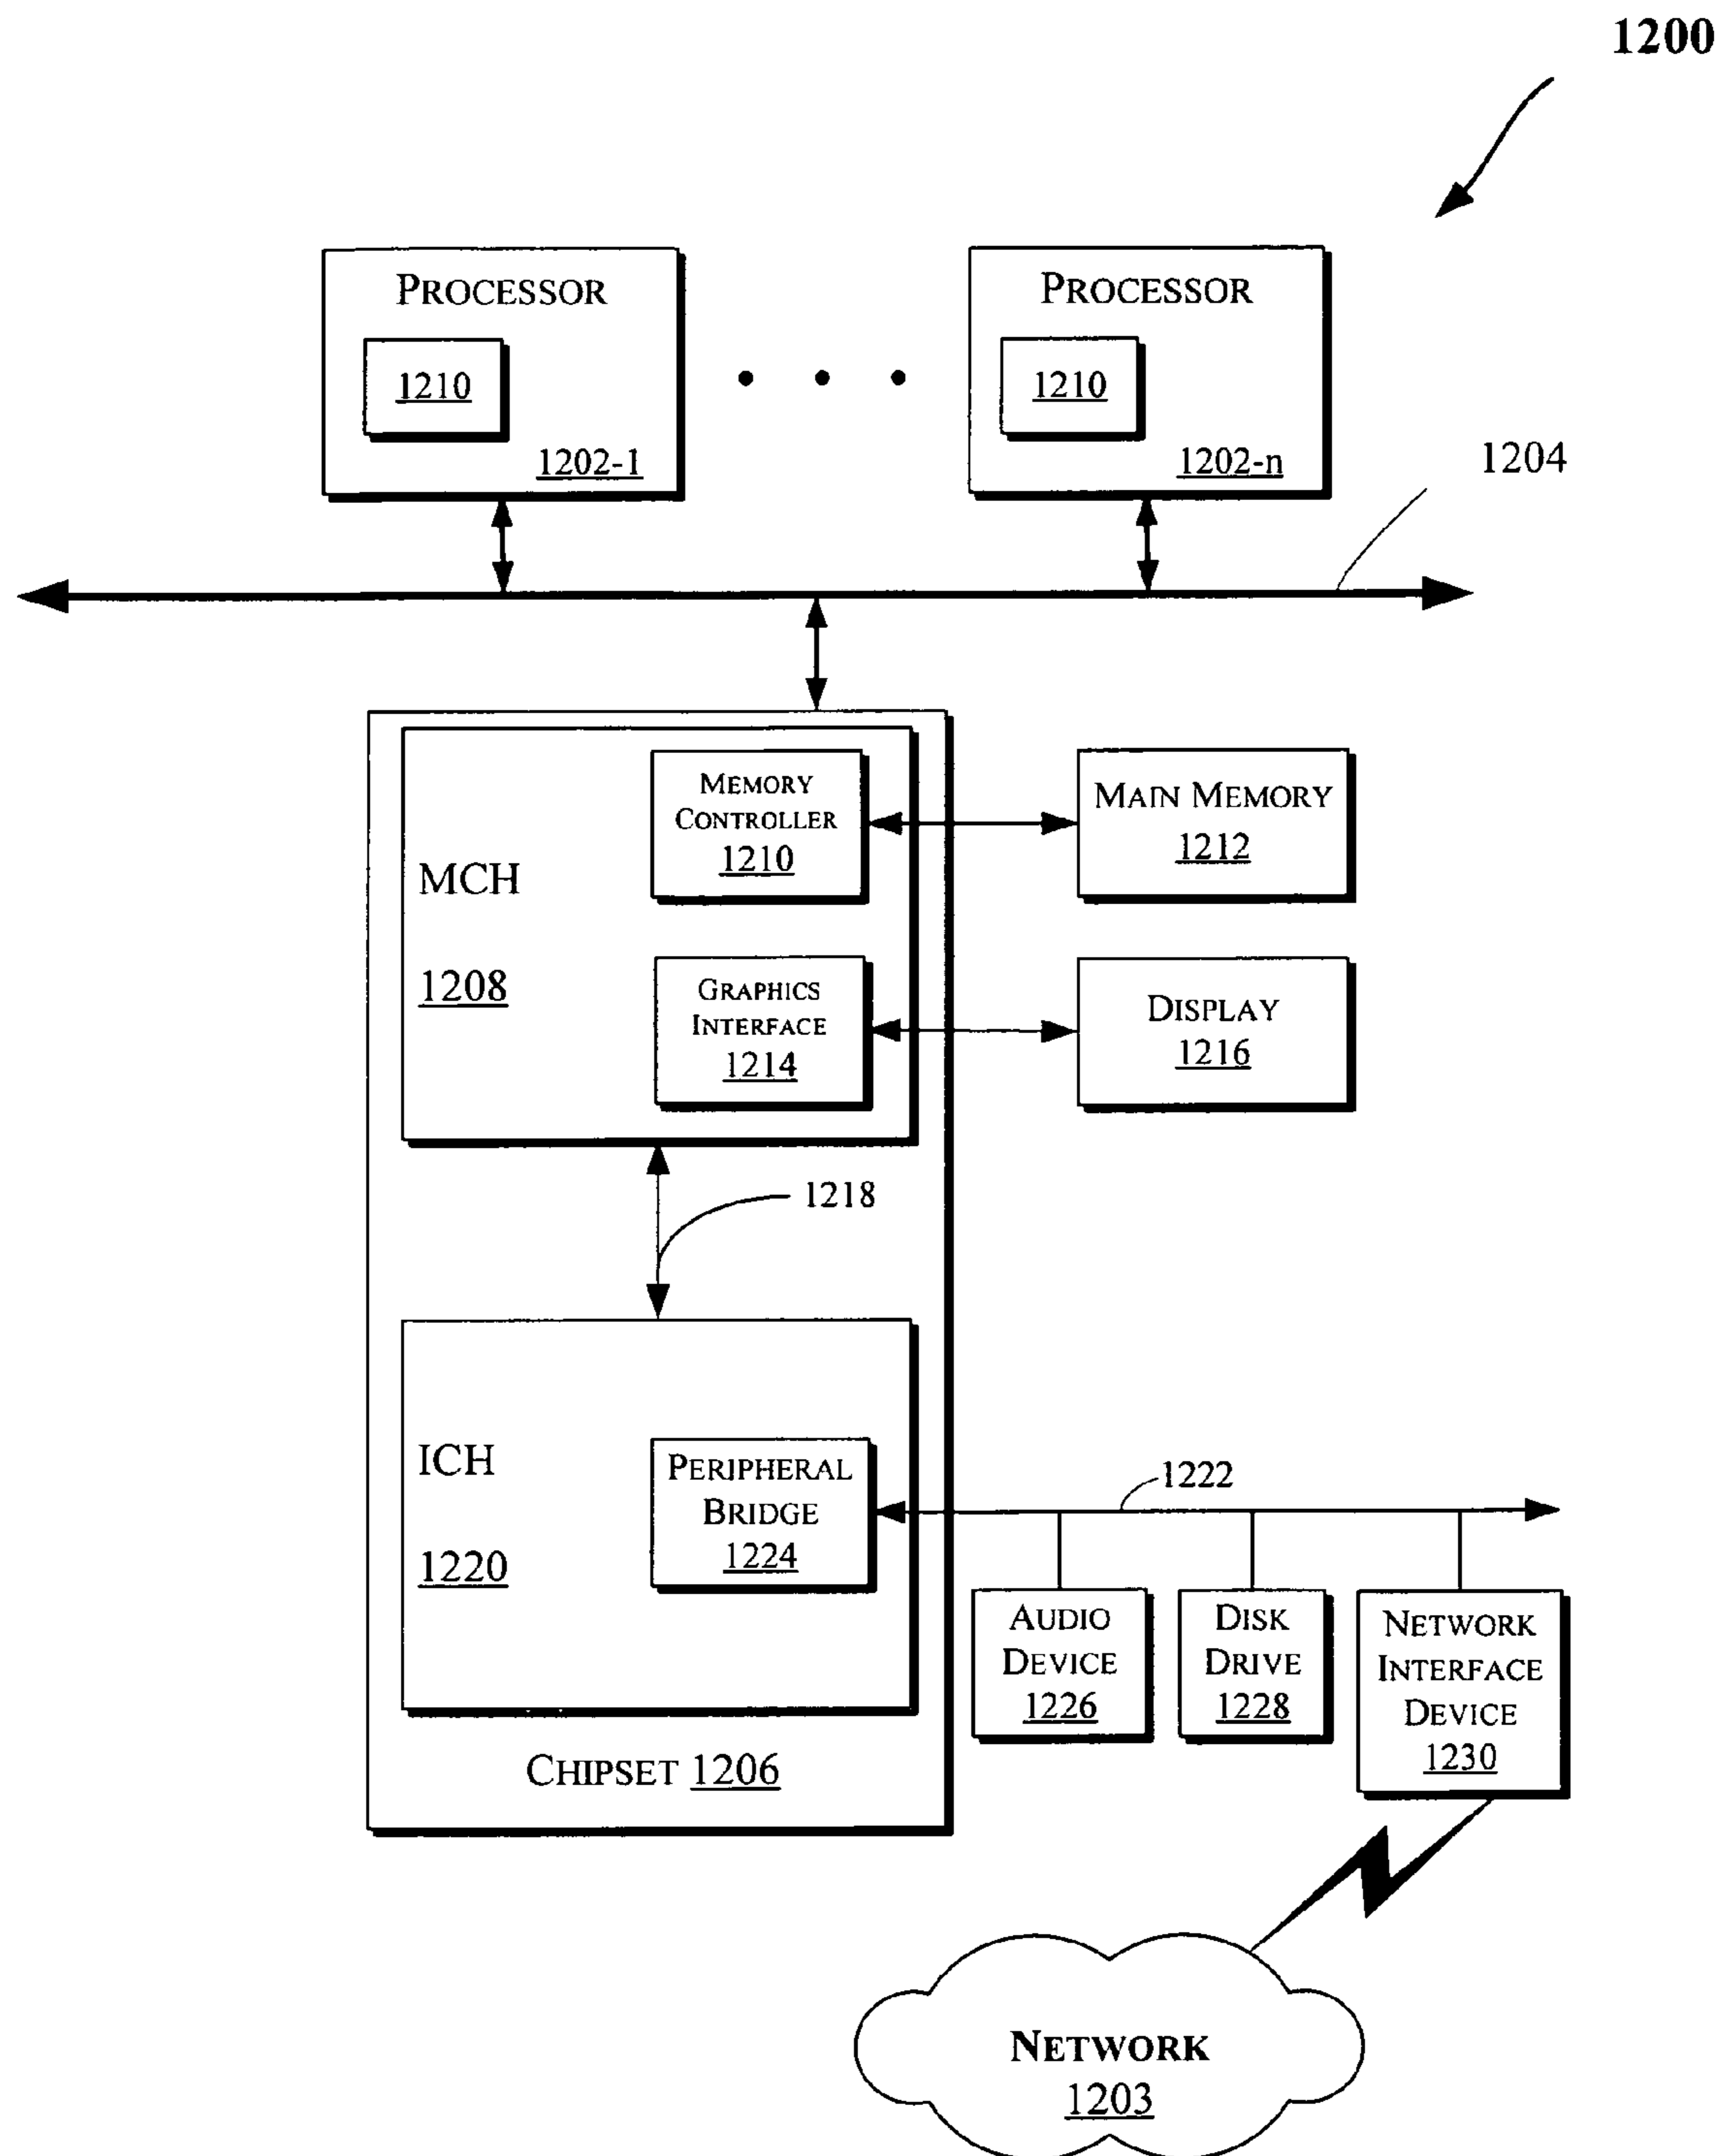 1200
PROCESSOR
1210
1202-1
PROCESSOR
1210
1202-n
1204
MCH
1208
MEMORY
CONTROLLER
1210
MAIN MEMORY
1212
GRAPHICS
INTERFACE
1214
DISPLAY
1216
1218
ICH
1220
PERIPHERAL
BRIDGE
1224
1222
AUDIO
DEVICE
1226
DISK
DRIVE
1228
NETWORK
INTERFACE
DEVICE
1230
CHIPSET 1206
NETWORK
1203